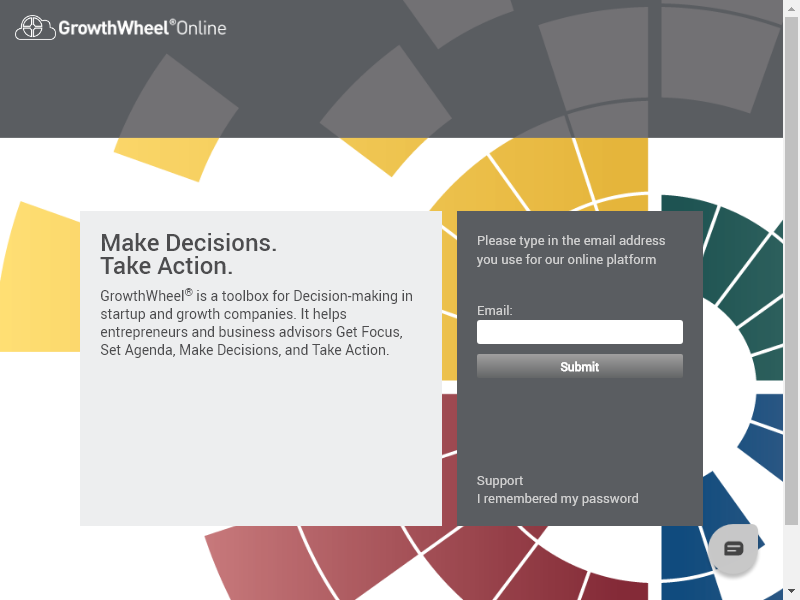 GrowthWheel®Online
Make Decisions.
Take Action.
GrowthWheel® is a toolbox for Decision-making in
startup and growth companies. It helps
entrepreneurs and business advisors Get Focus,
Set Agenda, Make Decisions, and Take Action.
Please type in the email address
you use for our online platform
Email:
Submit
Support
I remembered my password